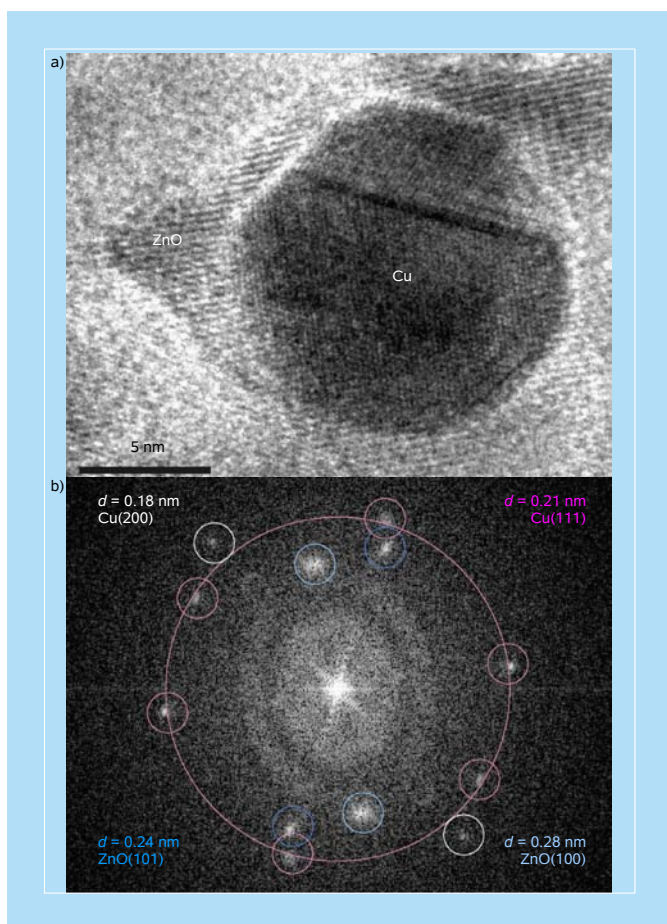 a)
ZnO
Cu
5 nm
b)
d = 0.18 nm
Cu(200)
d = 0.21 nm
Cu(111)
d = 0.24 nm
ZnO(101)
d = 0.28 nm
ZnO(100)